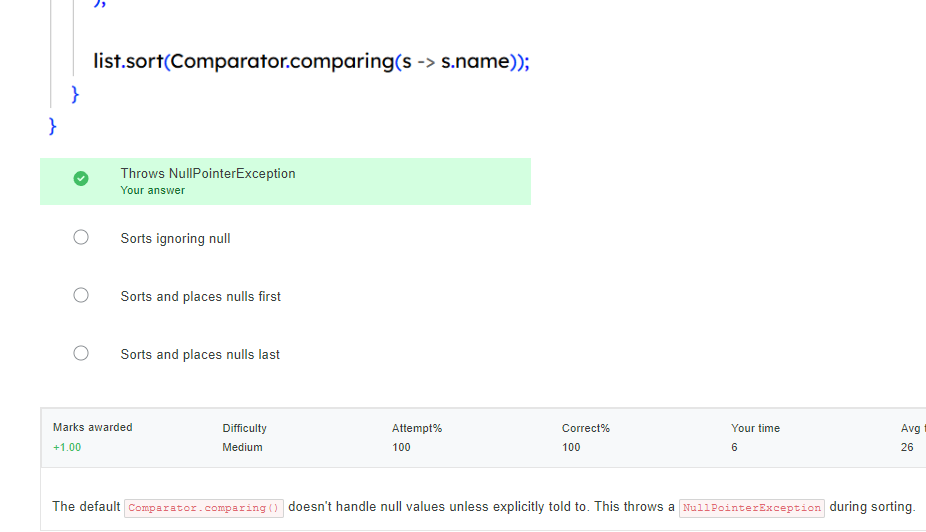 );
list.sort(Comparator.comparing(s -> s.name));
}
}
Throws NullPointerException
Your answer
Sorts ignoring null
Sorts and places nulls first
Sorts and places nulls last
Marks awarded Difficulty Attempt% Correct% Your time Avg
+1.00 Medium 100 100 6 26
The default Comparator.comparing() doesn't handle null values unless explicitly told to. This throws a NullPointerException during sorting.